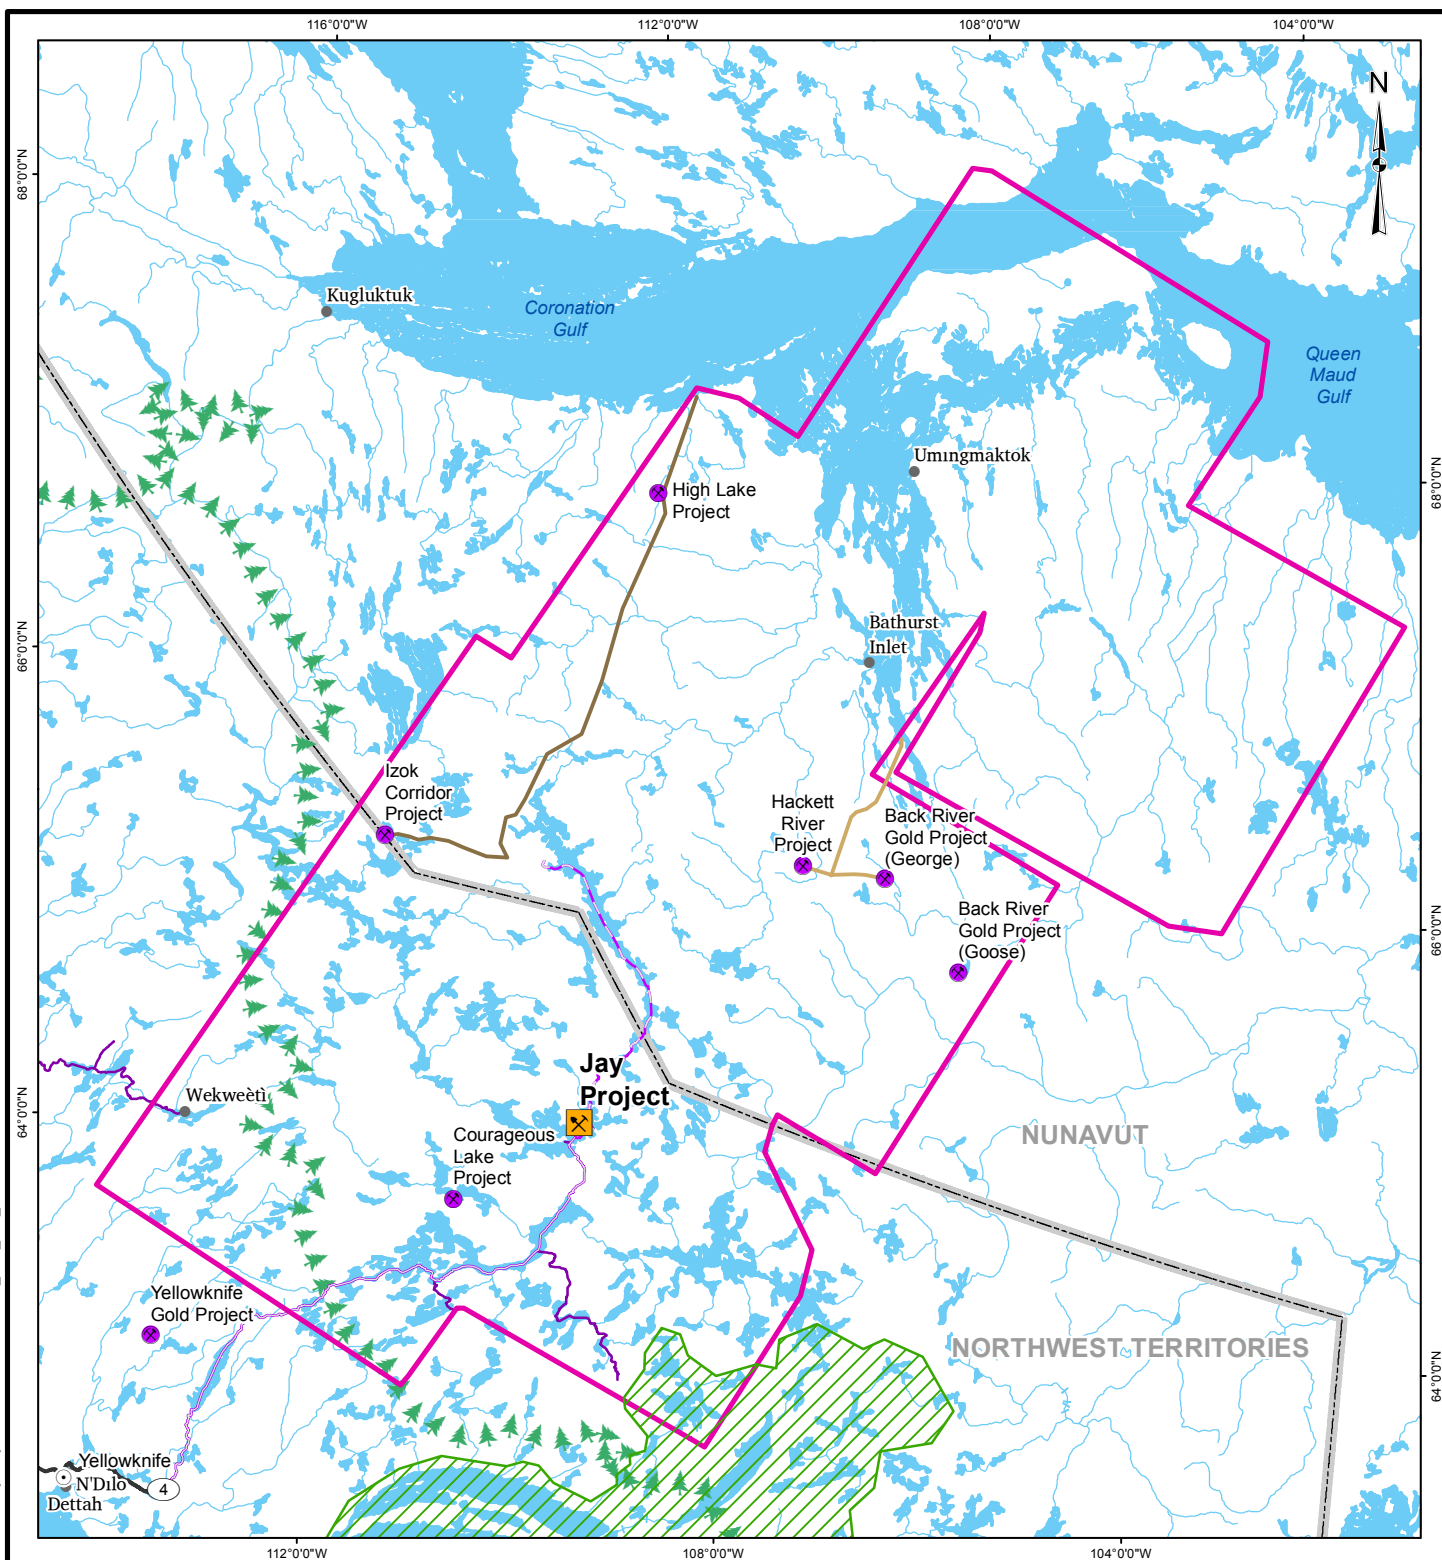 116°0'0"W
112°0'0"W
108°0'0"W
104°0'0"W
N
68°0'0"N
Kugluktuk
Coronation
Gulf
Queen
Maud
Gulf
Umıngmaktok
68°0'0"N
High Lake
Project
Bathurst
Inlet
66°0'0"N
Izok
Corridor
Project
Hackett
River
Project
Back River
Gold Project
(George)
Back River
Gold Project
(Goose)
66°0'0"N
Jay
Project
Wekweètì
64°0'0"N
Courageous
Lake
Project
NUNAVUT
Yellowknife
Gold Project
NORTHWEST TERRITORIES
64°0'0"N
Yellowknife
N'Dılo
Dettah
4
112°0'0"W
108°0'0"W
104°0'0"W